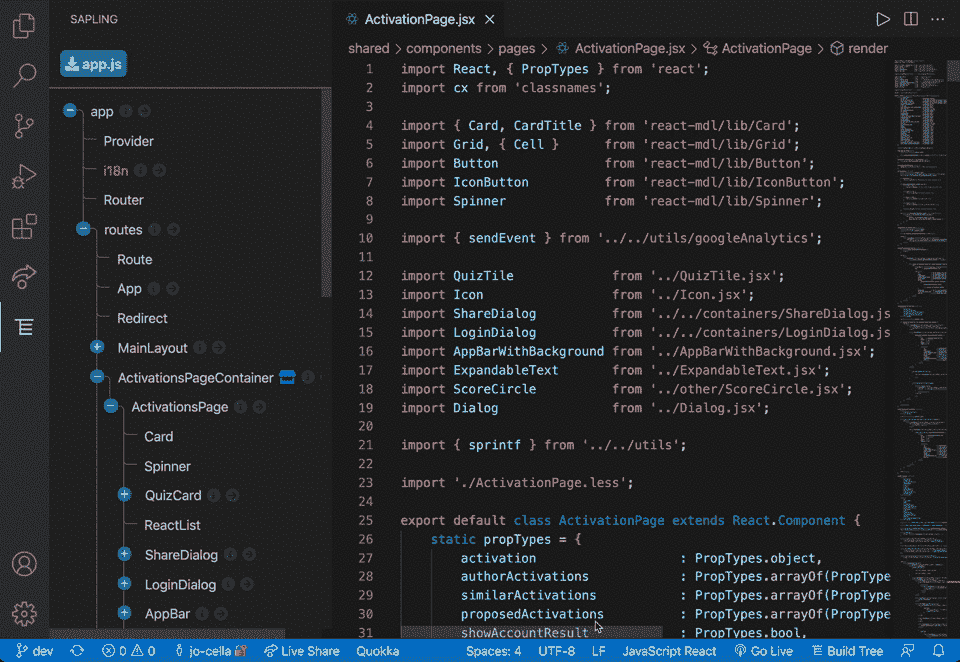 SAPLING
app.js
app
Provider
i18n
Router
routes
Route
App
Redirect
MainLayout
ActivationsPageContainer
ActivationsPage
Card
Spinner
QuizCard
ReactList
ShareDialog
LoginDialog
AppBar
ActivationPage.jsx
shared > components > pages > ActivationPage.jsx > ActivationPage > render
1 import React, { PropTypes } from 'react';
2 import cx from 'classnames';
3
4 import { Card, CardTitle } from 'react-mdl/lib/Card';
5 import Grid, { Cell } from 'react-mdl/lib/Grid';
6 import Button from 'react-mdl/lib/Button';
7 import IconButton from 'react-mdl/lib/IconButton';
8 import Spinner from 'react-mdl/lib/Spinner';
9
10 import { sendEvent } from '../../utils/googleAnalytics';
11
12 import QuizTile from '../QuizTile.jsx';
13 import Icon from '../Icon.jsx';
14 import ShareDialog from '../../containers/ShareDialog.js
15 import LoginDialog from '../../containers/LoginDialog.js
16 import AppBarWithBackground from '../AppBarWithBackground.jsx';
17 import ExpandableText from '../ExpandableText.jsx';
18 import ScoreCircle from '../other/ScoreCircle.jsx';
19 import Dialog from '../Dialog.jsx';
20
21 import { sprintf } from '../../utils';
22
23 import './ActivationPage.less';
24
25 export default class ActivationPage extends React.Component {
26 static propTypes = {
27 activation : PropTypes.object,
28 authorActivations : PropTypes.arrayOf(PropType
29 similarActivations : PropTypes.arrayOf(PropType
30 proposedActivations : PropTypes.arrayOf(PropType
31 showAccountResult : PropTypes.bool,
dev 0 0 jo-cella Live Share Quokka Spaces: 4 UTF-8 LF JavaScript React Go Live Build Tree